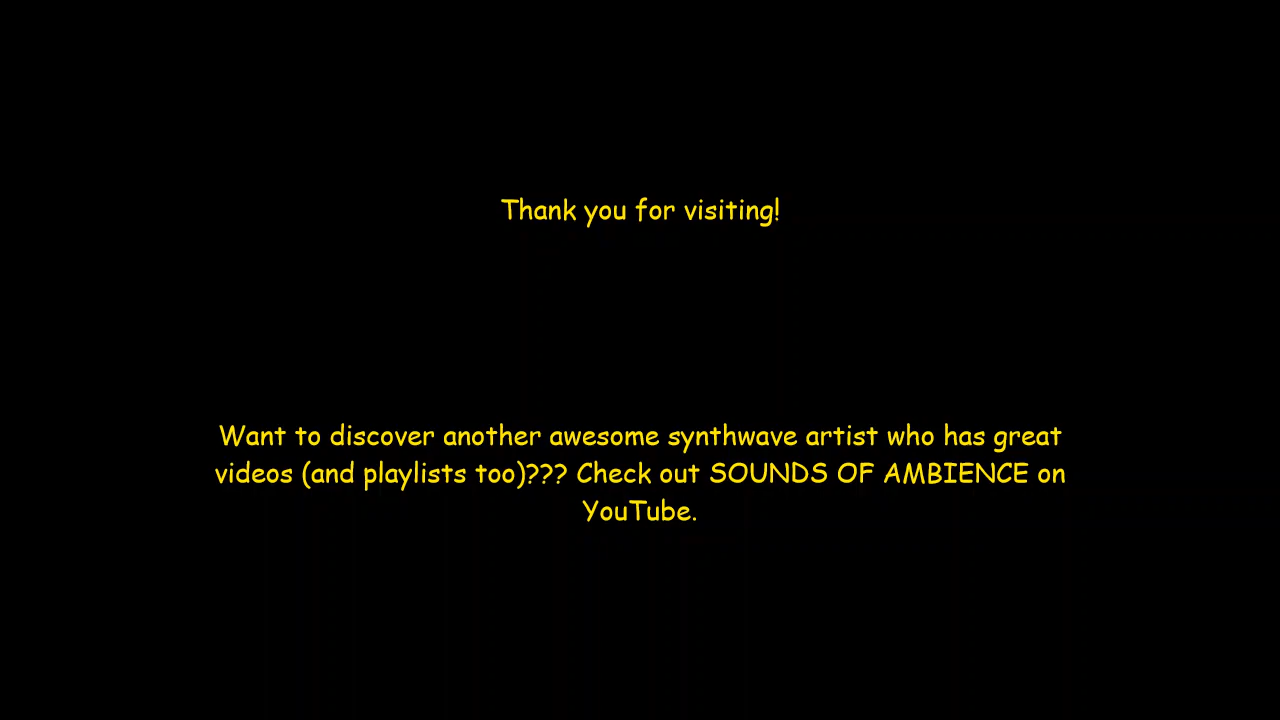 Thank you for visiting!
Want to discover another awesome synthwave artist who has great
videos (and playlists too)??? Check out SOUNDS OF AMBIENCE on
YouTube.